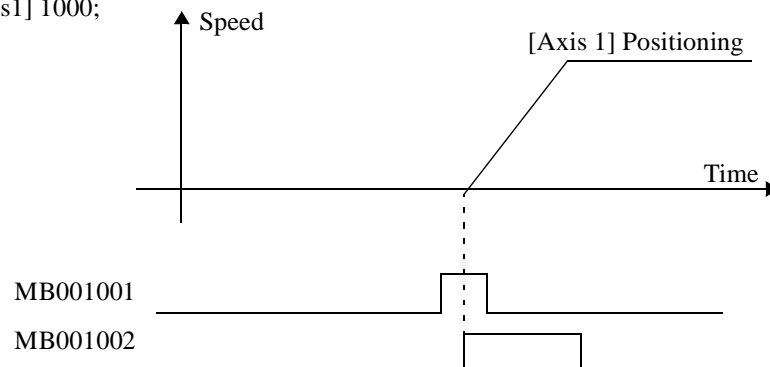 s1] 1000;
Speed
[Axis 1] Positioning
Time
MB001001
MB001002